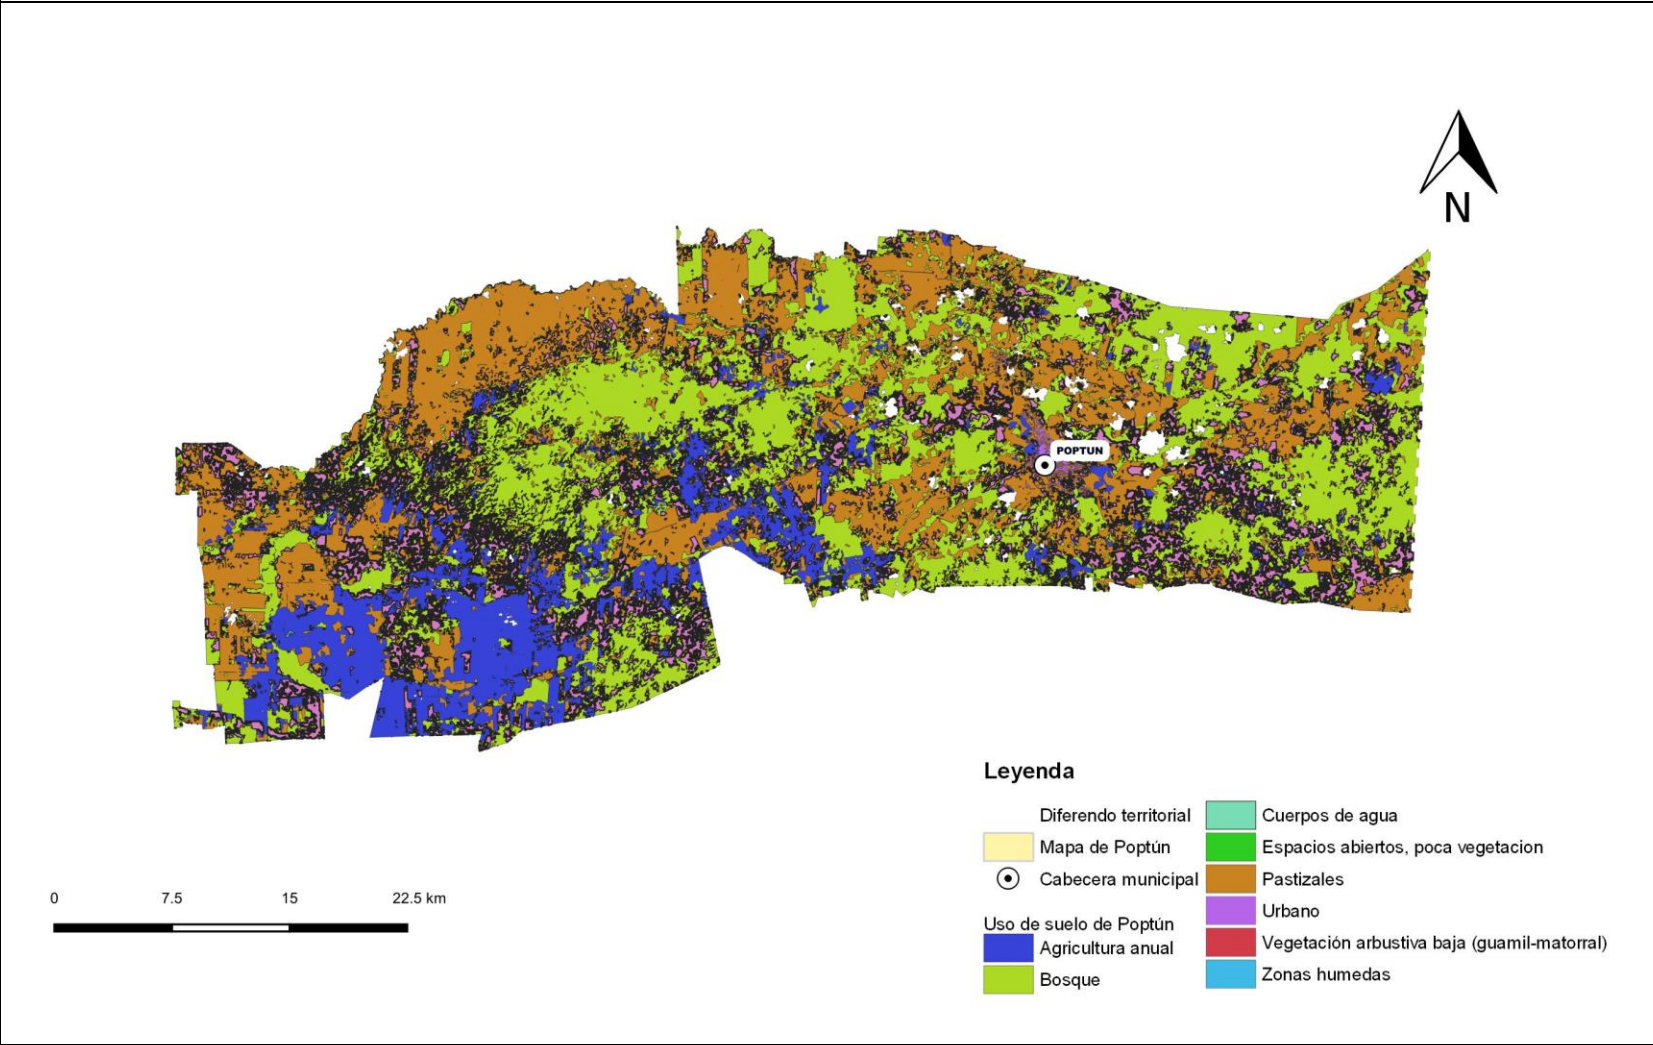 N
POPTUN
Leyenda
Diferendo territorial
Mapa de Poptún
Cabecera municipal
Uso de suelo de Poptún
Agricultura anual
Bosque
Cuerpos de agua
Espacios abiertos, poca vegetacion
Pastizales
Urbano
Vegetación arbustiva baja (guamil-matorral)
Zonas humedas
0 7.5 15 22.5 km